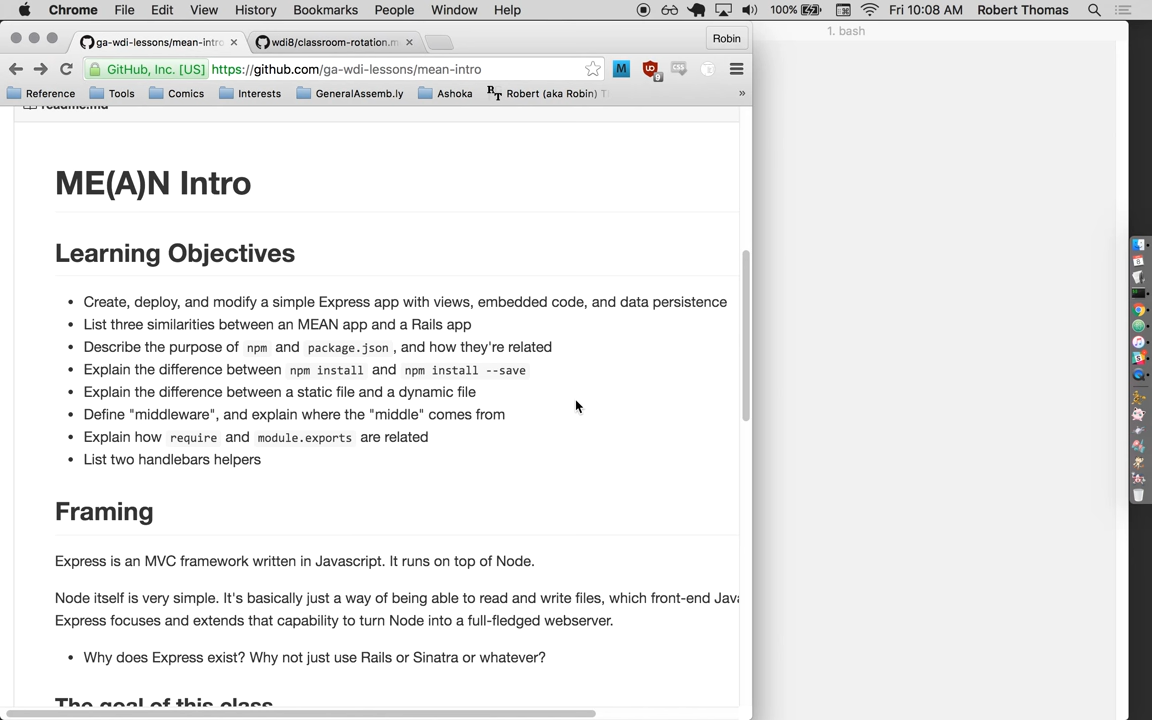 Chrome File Edit View History Bookmarks People Window Help 100% Fri 10:08 AM Robert Thomas
ga-wdi-lessons/mean-intro wdi8/classroom-rotation.m Robin
1. bash
GitHub, Inc. [US] https://github.com/ga-wdi-lessons/mean-intro
Reference Tools Comics Interests GeneralAssemb.ly Ashoka Robert (aka Robin) T »
readme.md
ME(A)N Intro
Learning Objectives
• Create, deploy, and modify a simple Express app with views, embedded code, and data persistence
• List three similarities between an MEAN app and a Rails app
• Describe the purpose of npm and package.json , and how they're related
• Explain the difference between npm install and npm install --save
• Explain the difference between a static file and a dynamic file
• Define "middleware", and explain where the "middle" comes from
• Explain how require and module.exports are related
• List two handlebars helpers
Framing
Express is an MVC framework written in Javascript. It runs on top of Node.
Node itself is very simple. It's basically just a way of being able to read and write files, which front-end Java
Express focuses and extends that capability to turn Node into a full-fledged webserver.
• Why does Express exist? Why not just use Rails or Sinatra or whatever?
The goal of this class